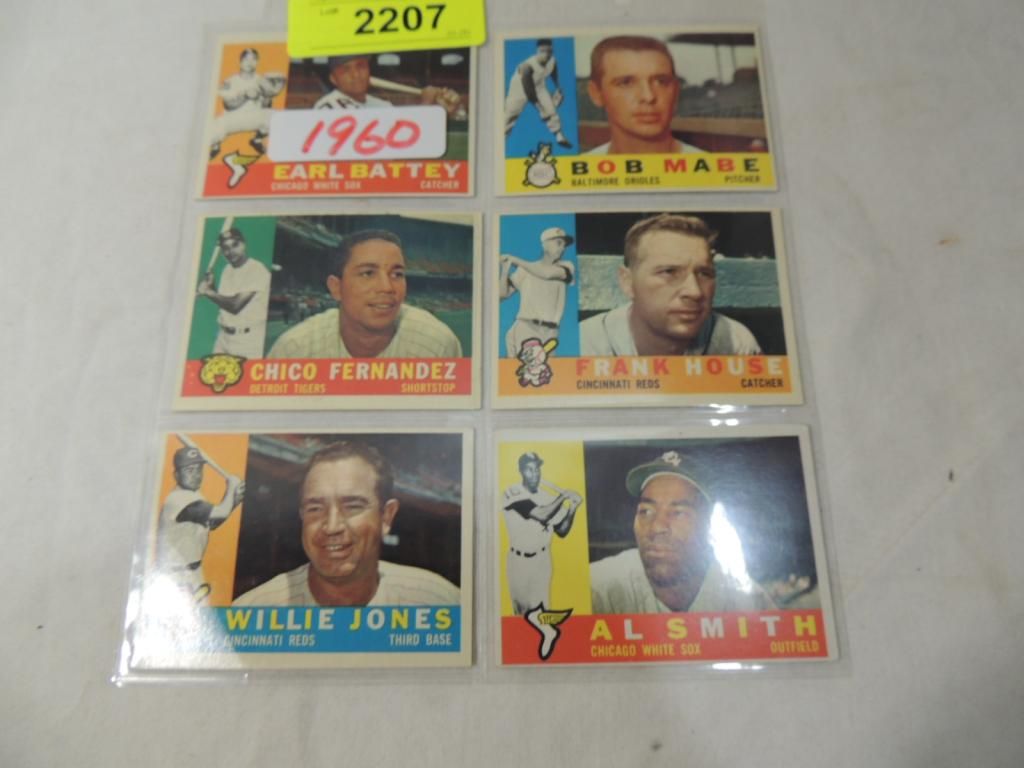 LOT# 2207
1960
EARL BATTEY
CHICAGO WHITE SOX CATCHER
BOB MABE
BALTIMORE ORIOLES PITCHER
CHICO FERNANDEZ
DETROIT TIGERS SHORTSTOP
FRANK HOUSE
CINCINNATI REDS CATCHER
WILLIE JONES
CINCINNATI REDS THIRD BASE
AL SMITH
CHICAGO WHITE SOX OUTFIELD